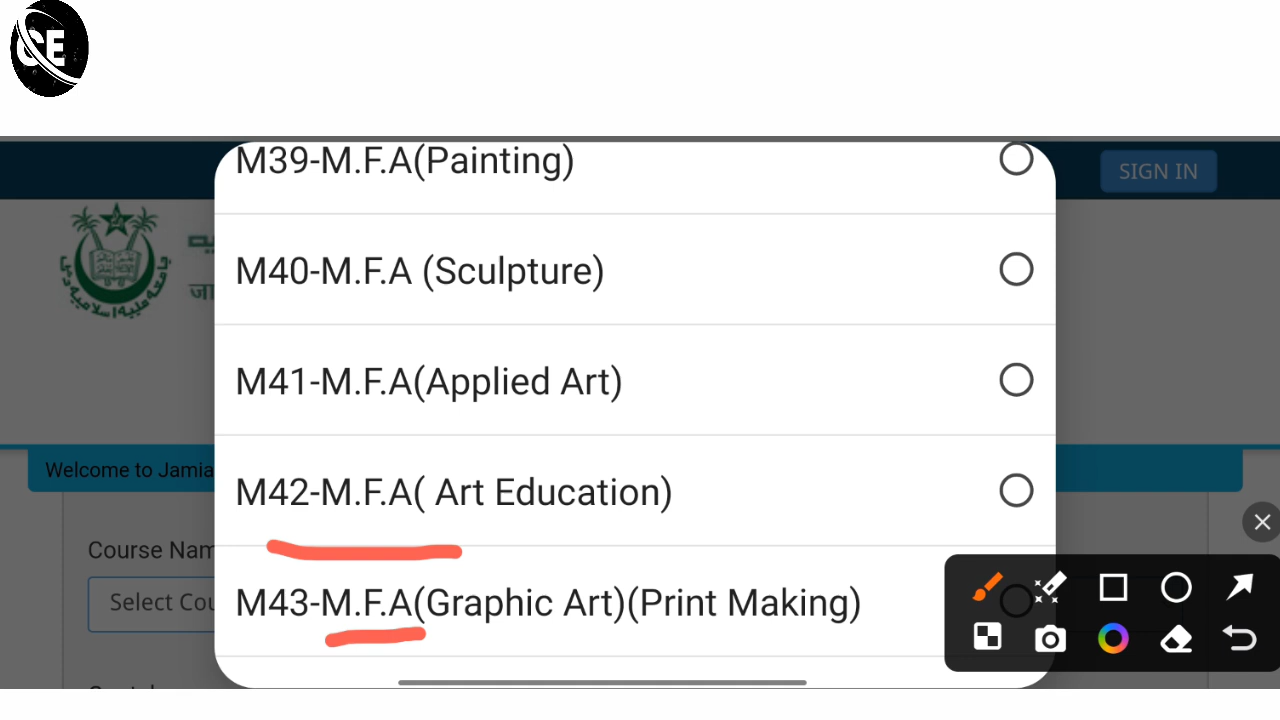 CE
M39-M.F.A(Painting)
SIGN IN
M40-M.F.A (Sculpture)
M41-M.F.A(Applied Art)
Welcome to Jamia
M42-M.F.A( Art Education)
Course Nam
M43-M.F.A(Graphic Art)(Print Making)
Select Cou